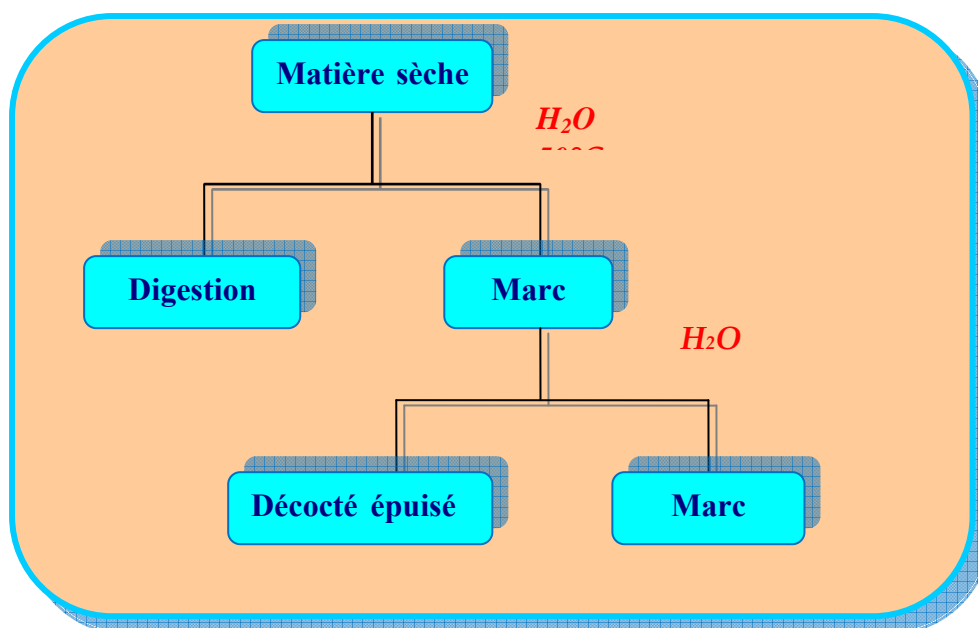 Matière sèche
H₂O
Digestion
Marc
H₂O
Décocté épuisé
Marc